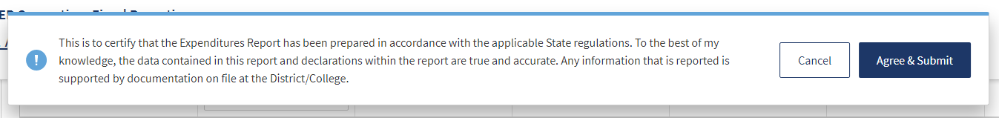 This is to certify that the Expenditures Report has been prepared in accordance with the applicable State regulations. To the best of my
knowledge, the data contained in this report and declarations within the report are true and accurate. Any information that is reported is
supported by documentation on file at the District/College.
Cancel
Agree & Submit